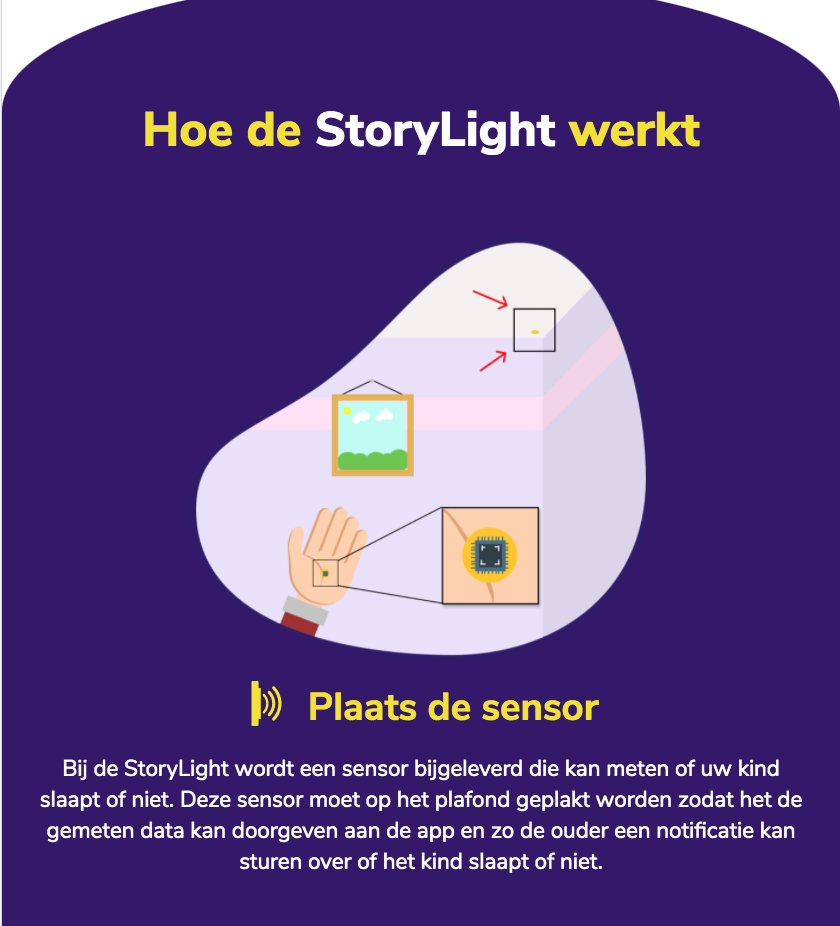 Hoe de StoryLight werkt
Plaats de sensor
Bij de StoryLight wordt een sensor bijgeleverd die kan meten of uw kind
slaapt of niet. Deze sensor moet op het plafond geplakt worden zodat het de
gemeten data kan doorgeven aan de app en zo de ouder een notificatie kan
sturen over of het kind slaapt of niet.